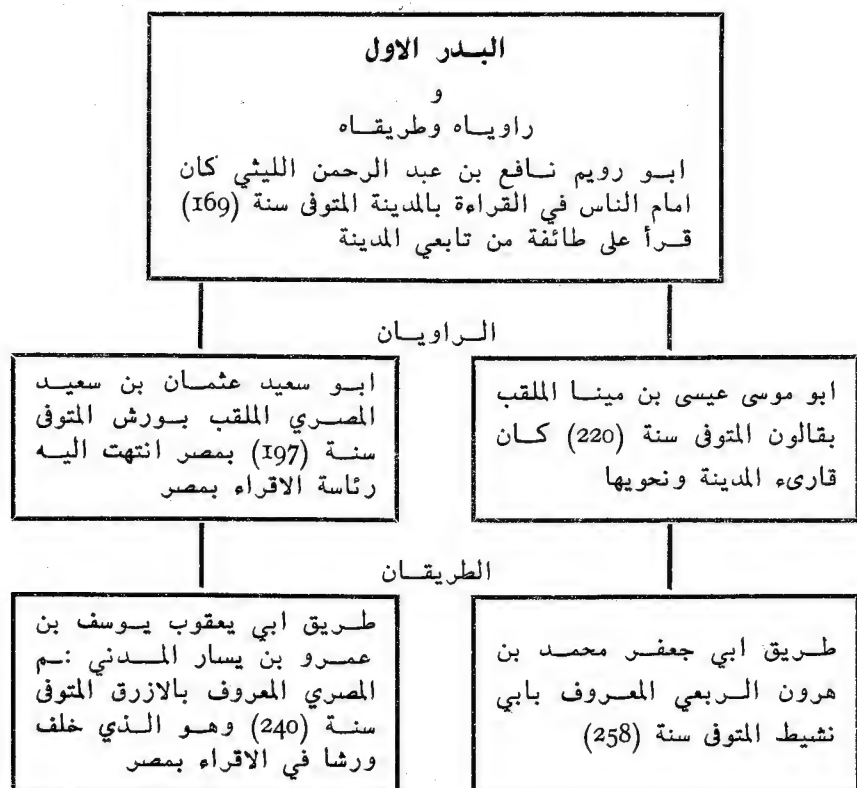 البدر الاول
و
راوياه وطريقاه
ابو رويم نافع بن عبد الرحمن الليثي كان
امام الناس في القراءة بالمدينة المتوفى سنة (169)
قرأ على طائفة من تابعي المدينة
الراويان
ابو موسى عيسى بن مينا الملقب
بقالون المتوفى سنة (220) كان
قارىء المدينة ونحويها
ابو سعيد عثمان بن سعيد
المصري الملقب بورش المتوفى
سنة (197) بمصر انتهت اليه
رئاسة الاقراء بمصر
الطريقان
طريق ابي جعفر محمد بن
هرون الربعي المعروف بابي
نشيط المتوفى سنة (258)
طريق ابي يعقوب يوسف بن
عمرو بن يسار المدني :م
المصري المعروف بالازرق المتوفى
سنة (240) وهو الذي خلف
ورشا في الاقراء بمصر